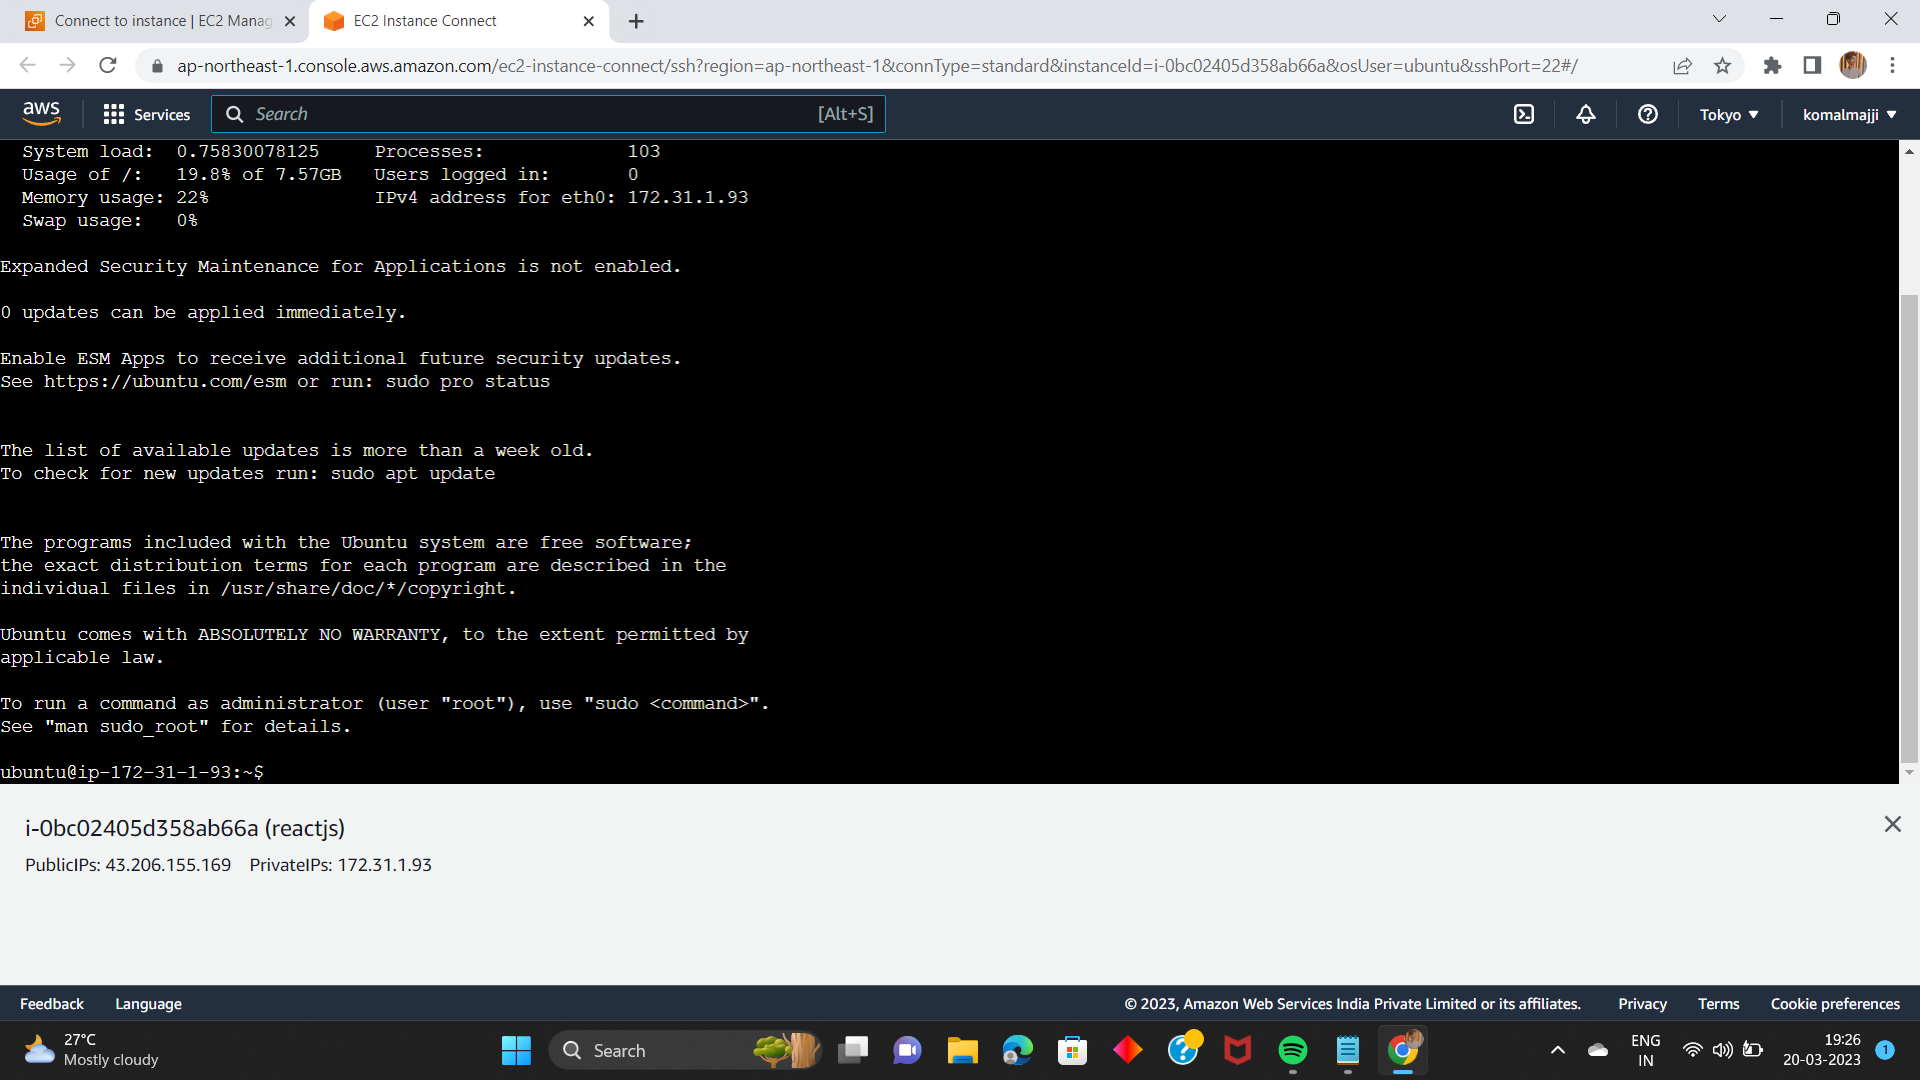 Connect to instance | EC2 Manag
EC2 Instance Connect
ap-northeast-1.console.aws.amazon.com/ec2-instance-connect/ssh?region=ap-northeast-1&connType=standard&instanceId=i-0bc02405d358ab66a&osUser=ubuntu&sshPort=22#/
aws
Services
Search
[Alt+S]
Tokyo
komalmajji
System load: 0.75830078125 Processes: 103
Usage of /: 19.8% of 7.57GB Users logged in: 0
Memory usage: 22% IPv4 address for eth0: 172.31.1.93
Swap usage: 0%
Expanded Security Maintenance for Applications is not enabled.
0 updates can be applied immediately.
Enable ESM Apps to receive additional future security updates.
See https://ubuntu.com/esm or run: sudo pro status
The list of available updates is more than a week old.
To check for new updates run: sudo apt update
The programs included with the Ubuntu system are free software;
the exact distribution terms for each program are described in the
individual files in /usr/share/doc/*/copyright.
Ubuntu comes with ABSOLUTELY NO WARRANTY, to the extent permitted by
applicable law.
To run a command as administrator (user "root"), use "sudo <command>".
See "man sudo_root" for details.
ubuntu@ip-172-31-1-93:~$
i-0bc02405d358ab66a (reactjs)
PublicIPs: 43.206.155.169 PrivateIPs: 172.31.1.93
Feedback Language
© 2023, Amazon Web Services India Private Limited or its affiliates. Privacy Terms Cookie preferences
27°C
Mostly cloudy
Search
ENG
IN
19:26
20-03-2023
1